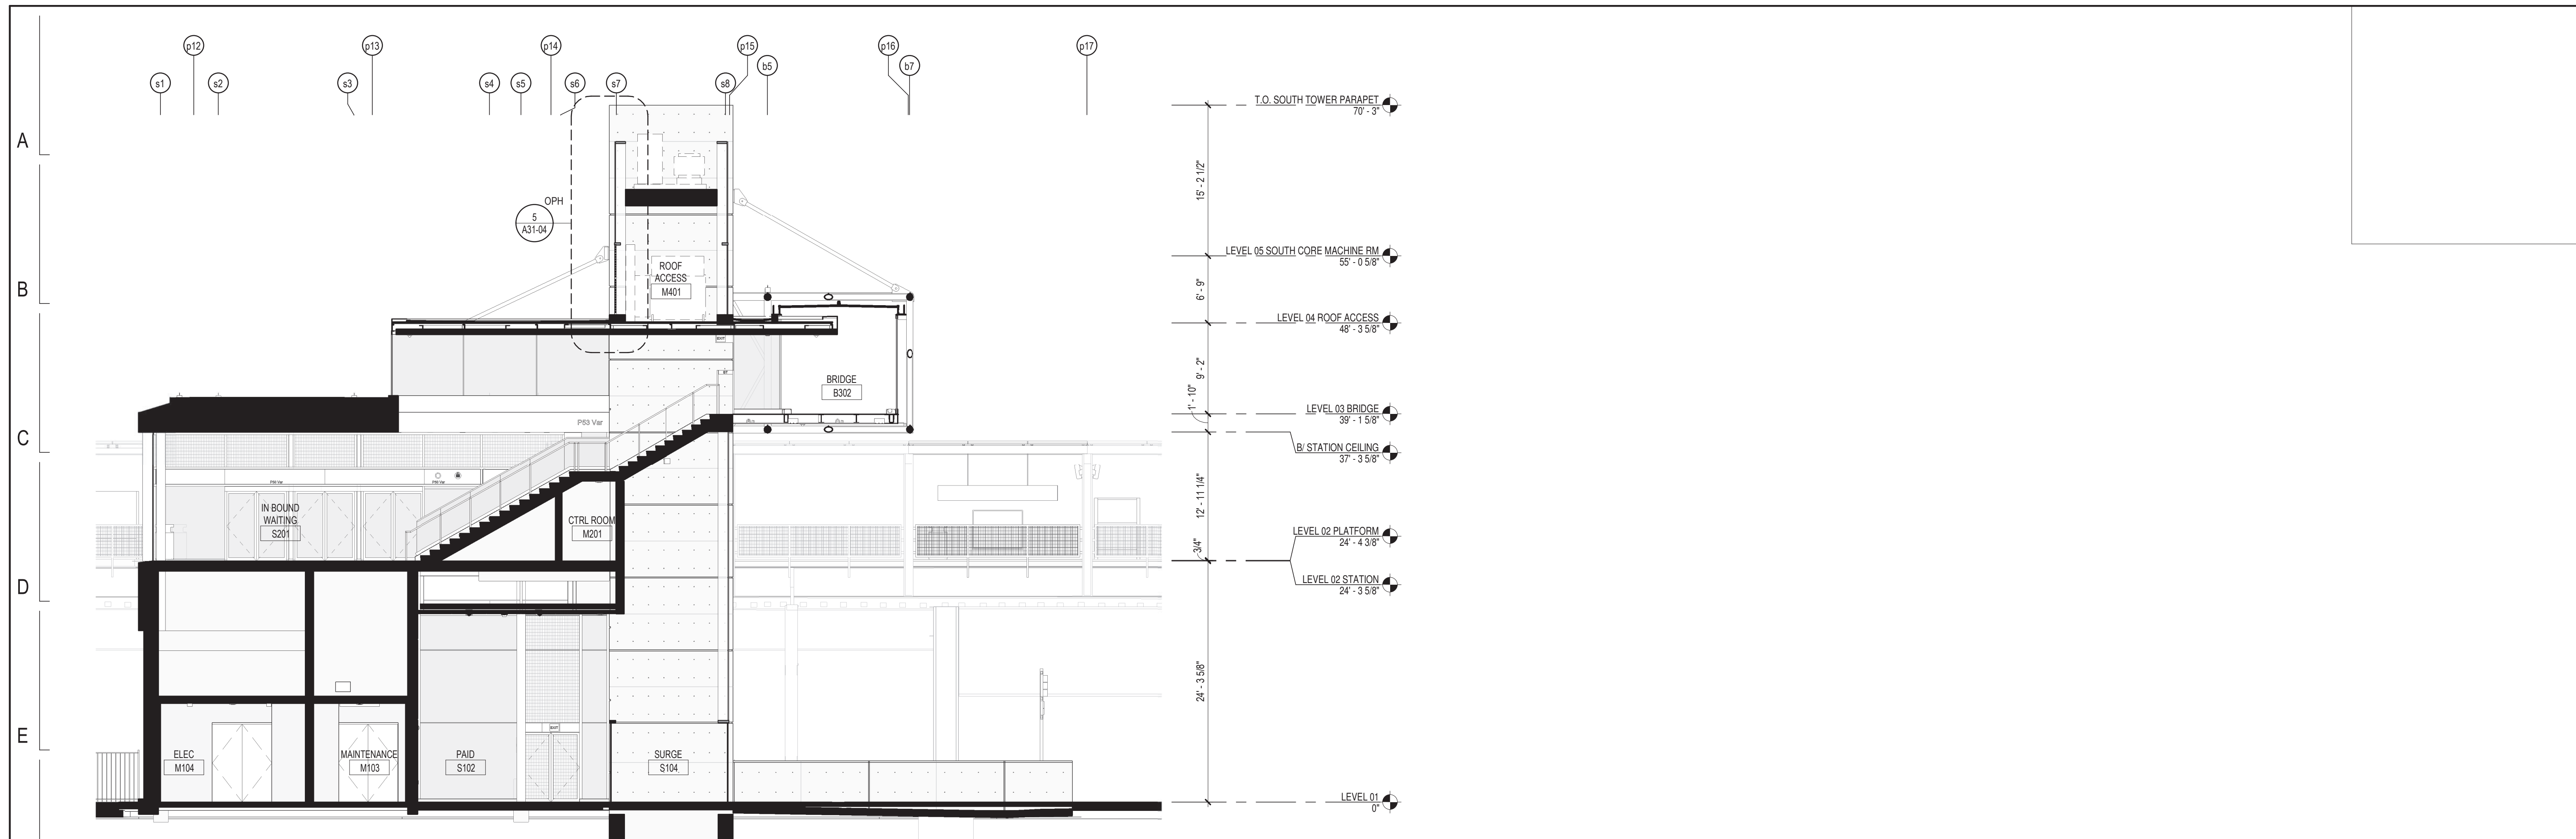 p12
p13
p14
p15
p16
p17
b5
b7
s1
s2
s3
s4
s5
s6
s7
s8
A
B
C
D
E
T.O. SOUTH TOWER PARAPET
70' - 3"
15' - 2 1/2"
OPH
5
A31-04
LEVEL 05 SOUTH CORE MACHINE RM
55' - 0 5/8"
ROOF
ACCESS
M401
6' - 9"
LEVEL 04 ROOF ACCESS
48' - 3 5/8"
EXIT
9' - 2"
BRIDGE
B302
1' - 10"
LEVEL 03 BRIDGE
39' - 1 5/8"
P53 Var
B/ STATION CEILING
37' - 3 5/8"
P50 Var
P50 Var
12' - 11 1/4"
IN BOUND
WAITING
S201
CTRL ROOM
M201
LEVEL 02 PLATFORM
24' - 4 3/8"
3/4"
LEVEL 02 STATION
24' - 3 5/8"
24' - 3 5/8"
EXIT
ELEC
M104
MAINTENANCE
M103
PAID
S102
SURGE
S104
LEVEL 01
0"